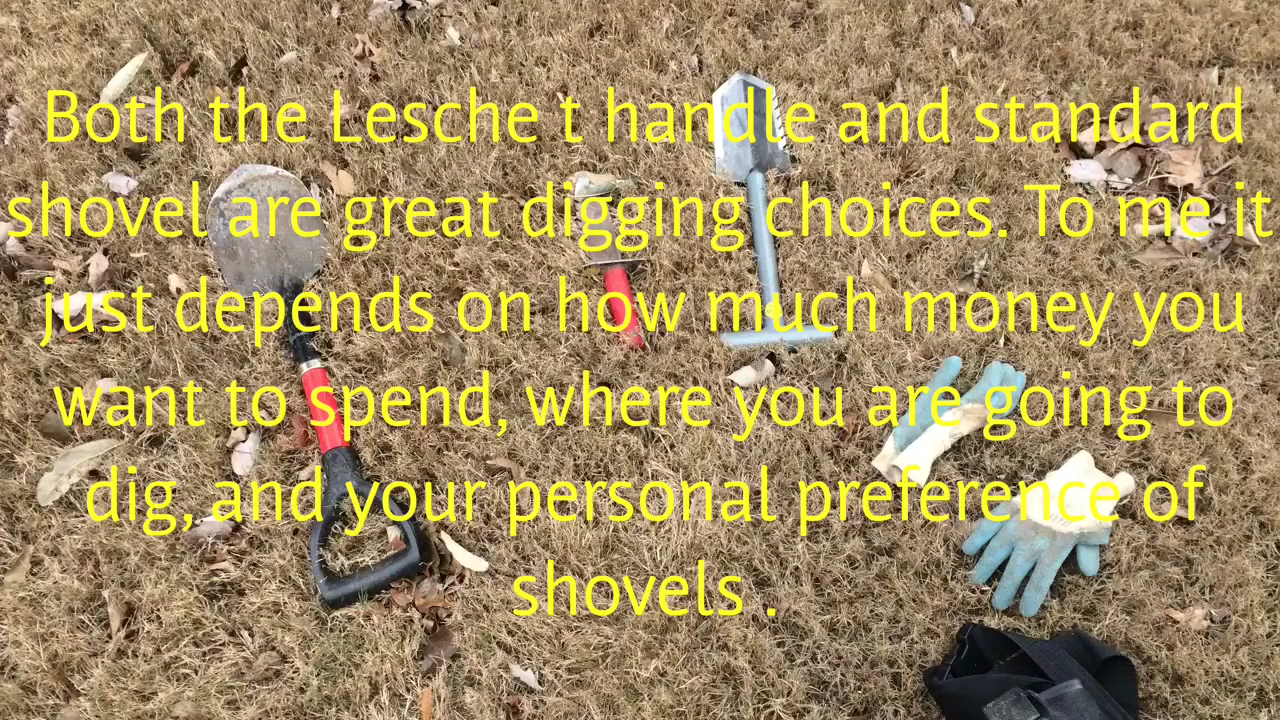 Both the Lesche t handle and standard
shovel are great digging choices. To me it
just depends on how much money you
want to spend, where you are going to
dig, and your personal preference of
shovels .